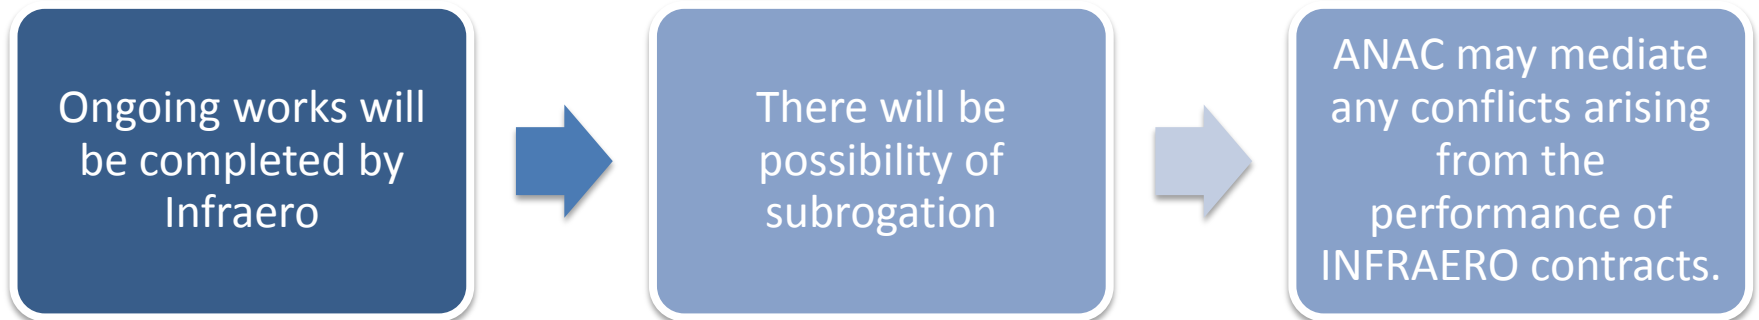 Ongoing works will
be completed by
Infraero
There will be
possibility of
subrogation
ANAC may mediate
any conflicts arising
from the
performance of
INFRAERO contracts.